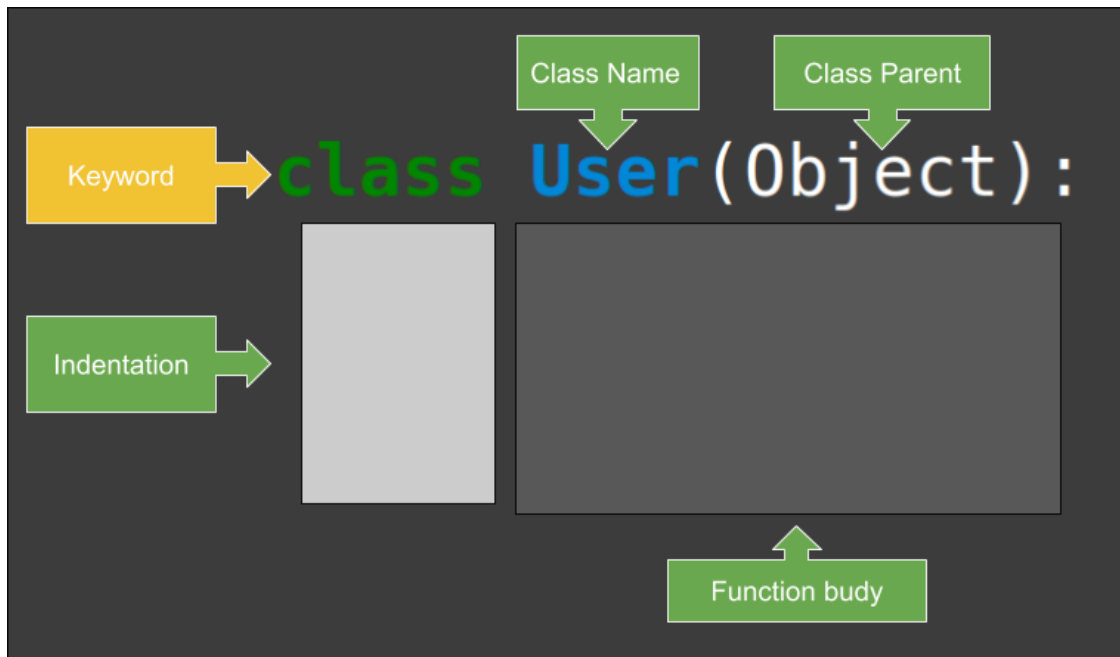 Class Name
Class Parent
Keyword
class User(Object):
Indentation
Function budy